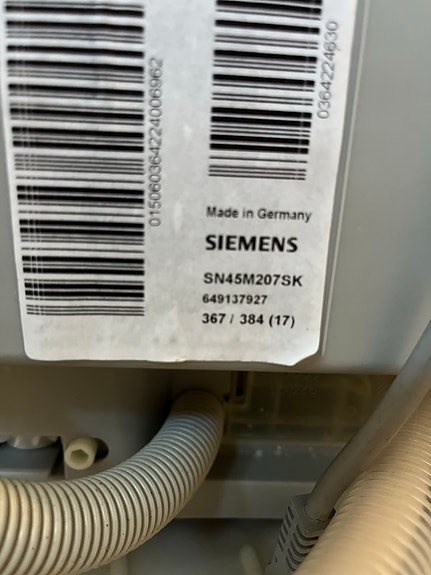 015060364224006962
0364224630
Made in Germany
SIEMENS
SN45M207SK
649137927
367 / 384 (17)